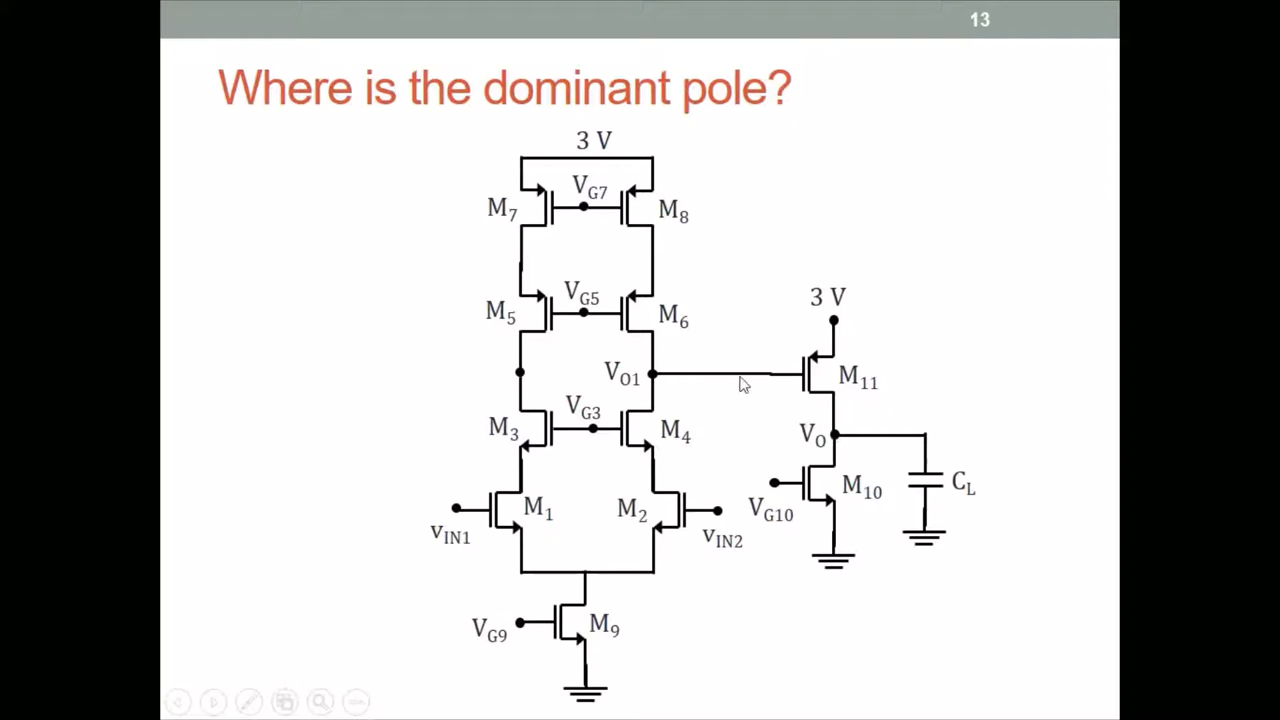 13
Where is the dominant pole?
3 V
M7 VG7 M8
M5 VG5 M6
3 V
VO1 M11
M3 VG3 M4
VO
M1 M2 VG10 M10 CL
vIN1 vIN2
VG9 M9